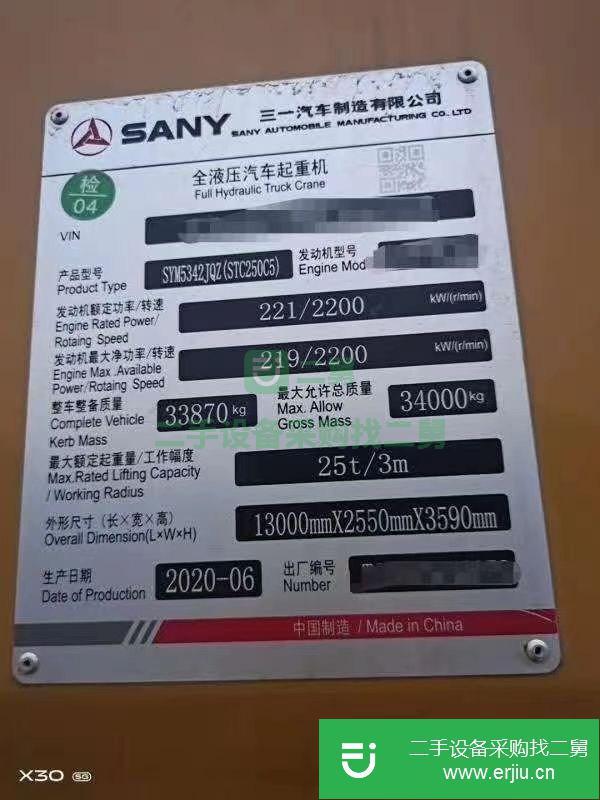 SANY
三一汽车制造有限公司
SANY AUTOMOBILE MANUFACTURING CO., LTD
检
04
全液压汽车起重机
Full Hydraulic Truck Crane
VIN
产品型号
Product Type
SYM5342JQZ(STC250C5)
发动机型号
Engine Mod
发动机额定功率/转速
Engine Rated Power/
Rotaing Speed
221/2200
kW/(r/min)
发动机最大净功率/转速
Engine Max .Available
Power/Rotaing Speed
219/2200
kW/(r/min)
二舅
整车整备质量
Complete Vehicle
Kerb Mass
33870kg
最大允许总质量
Max. Allow
Gross Mass
34000kg
二手设备采购找二舅
最大额定起重量/工作幅度
Max.Rated Lifting Capacity
/ Working Radius
25t/3m
外形尺寸 (长×宽×高)
Overall Dimension(L×W×H)
13000mmX2550mmX3590mm
生产日期
Date of Production
2020-06
出厂编号
Number
中国制造 / Made in China
X30 5G
二手设备采购找二舅
www.erjiu.cn